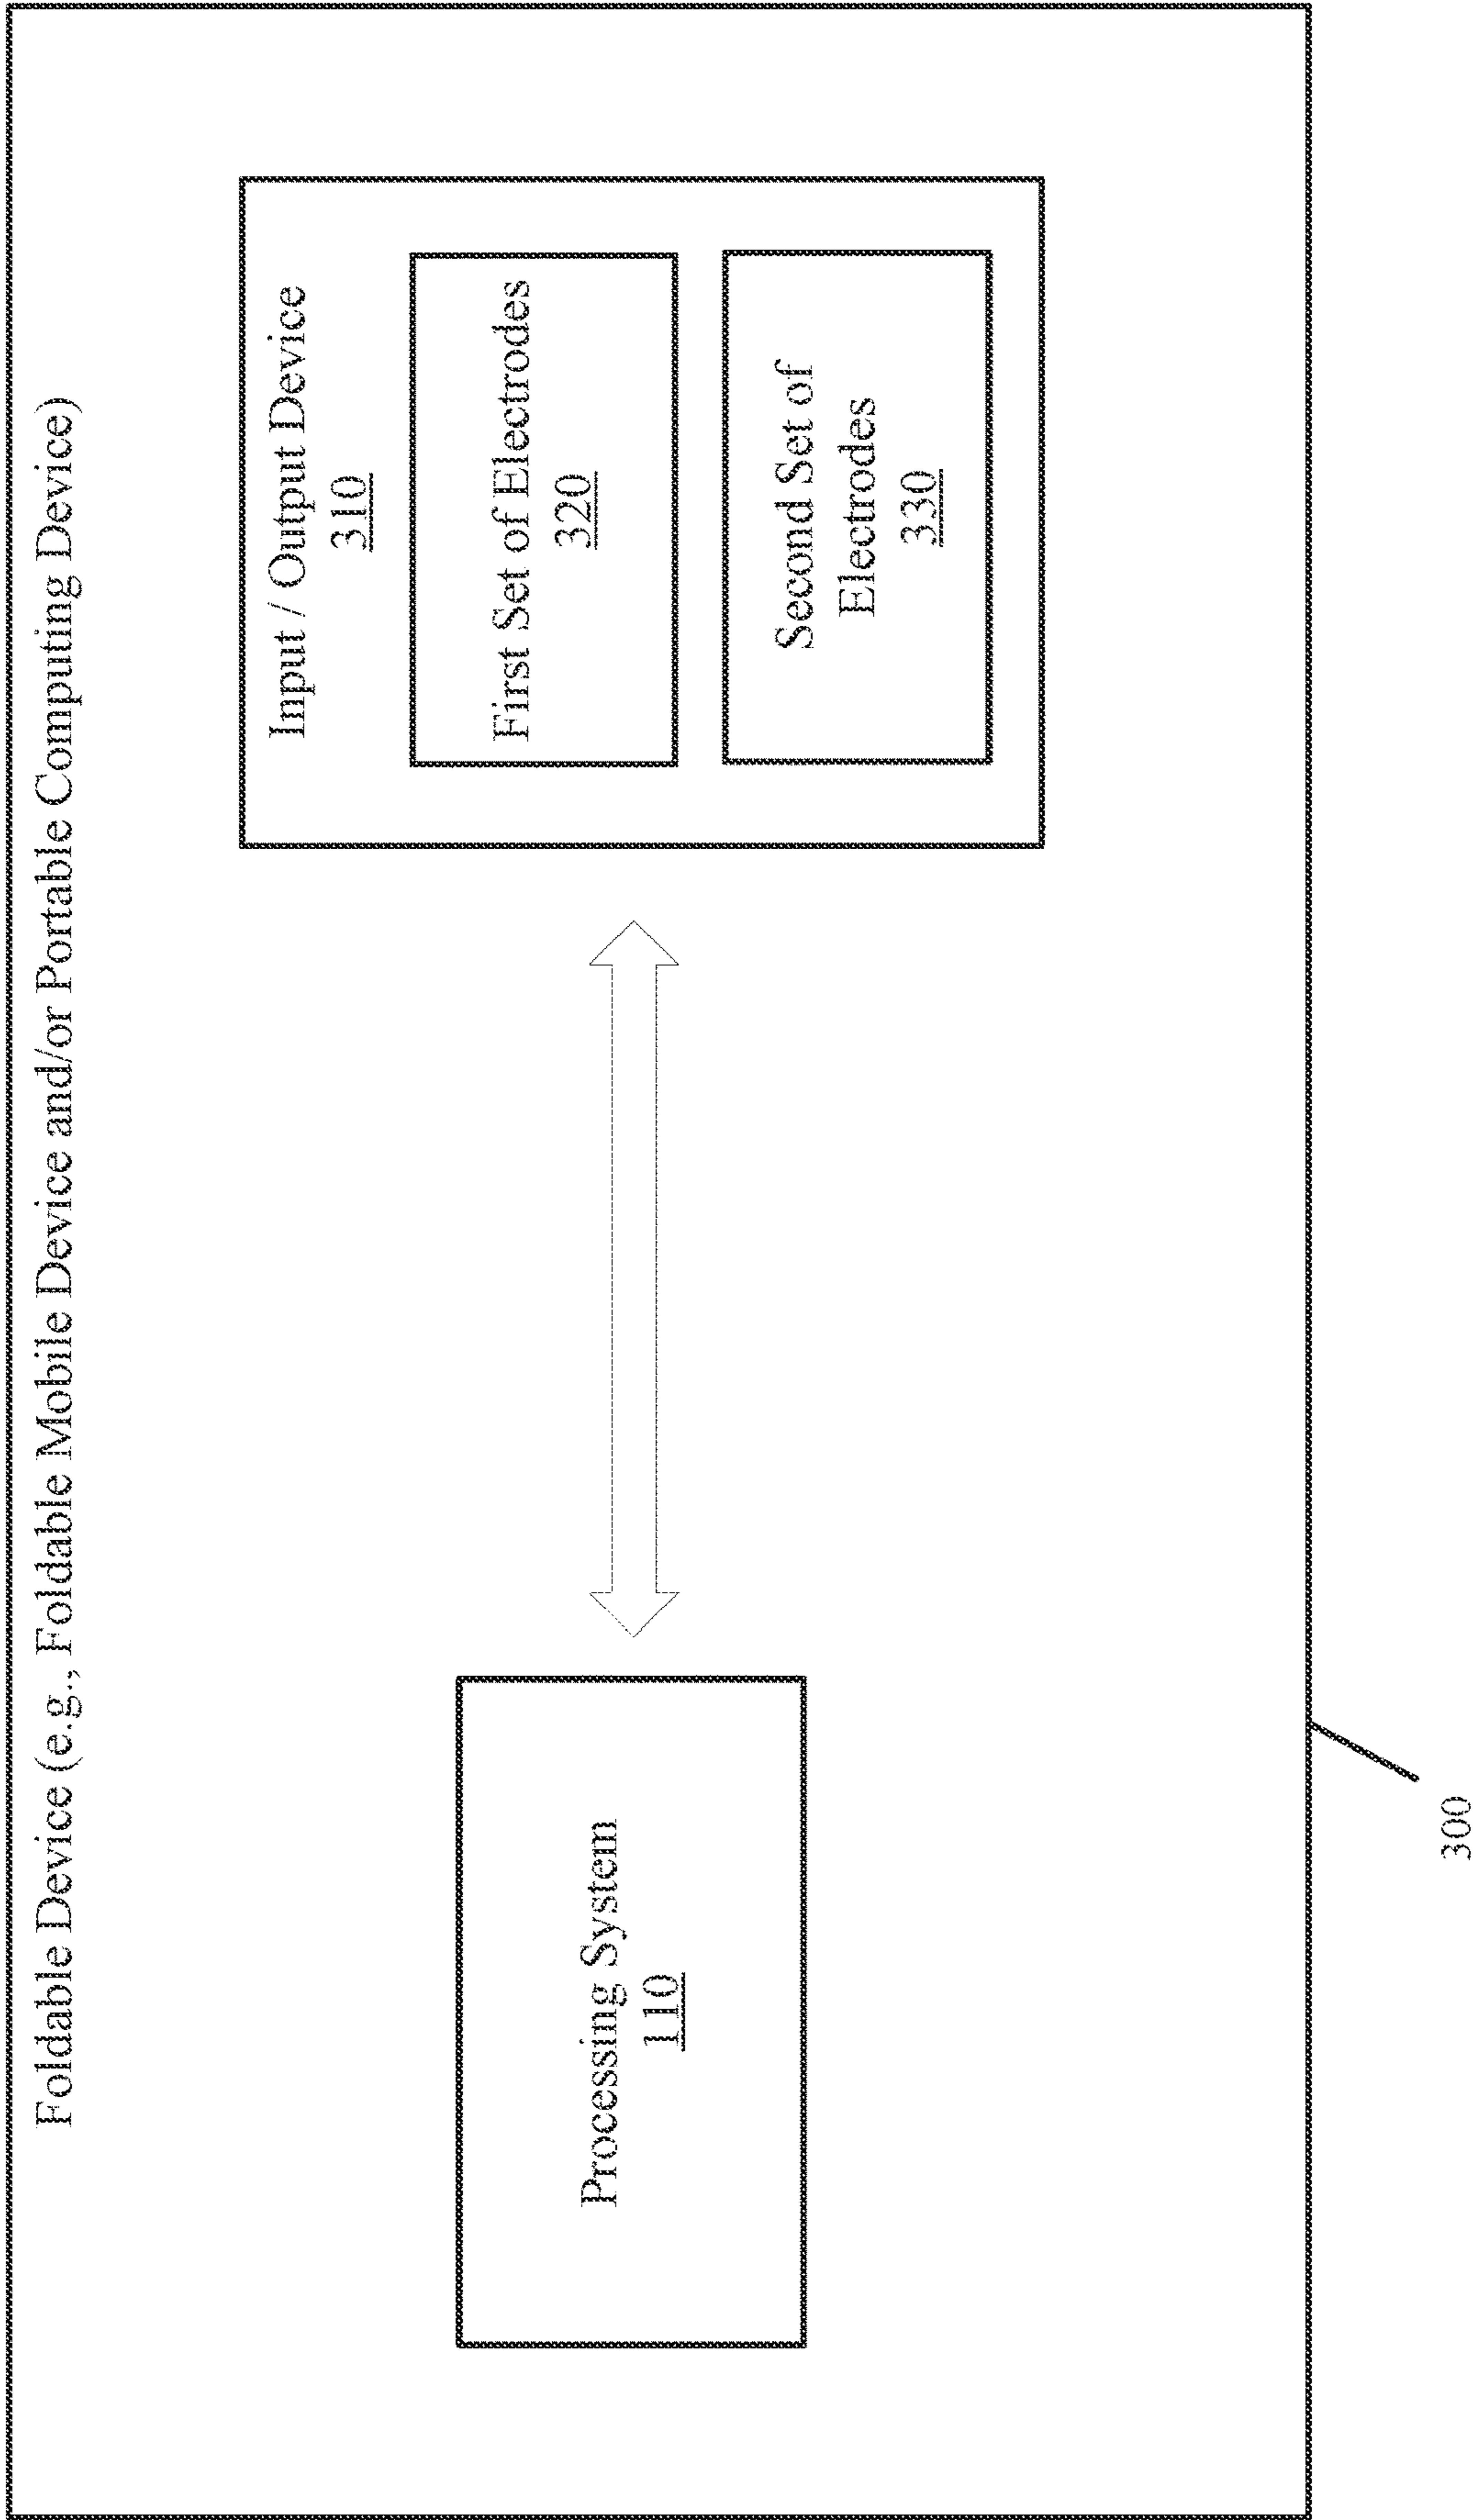 Foldable Device (e.g., Foldable Mobile Device and/or Portable Computing Device)
Processing System
110
Input / Output Device
310
First Set of Electrodes
320
Second Set of
Electrodes
330
300